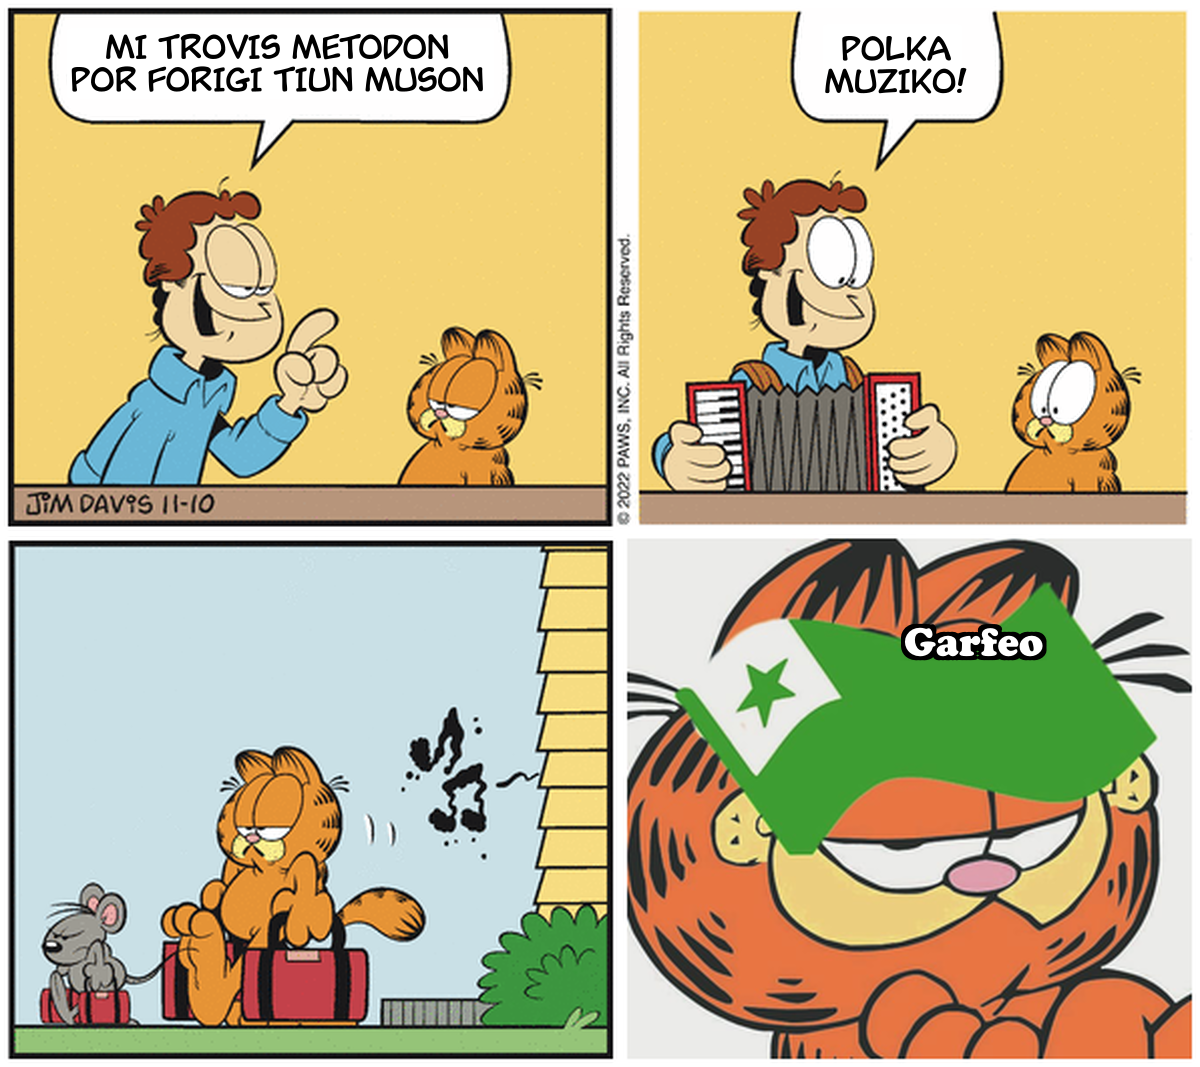 MI TROVIS METODON
POR FORIGI TIUN MUSON
POLKA
MUZIKO!
JIM DAVIS 11-10
© 2022 PAWS, INC. All Rights Reserved.
Garfeo